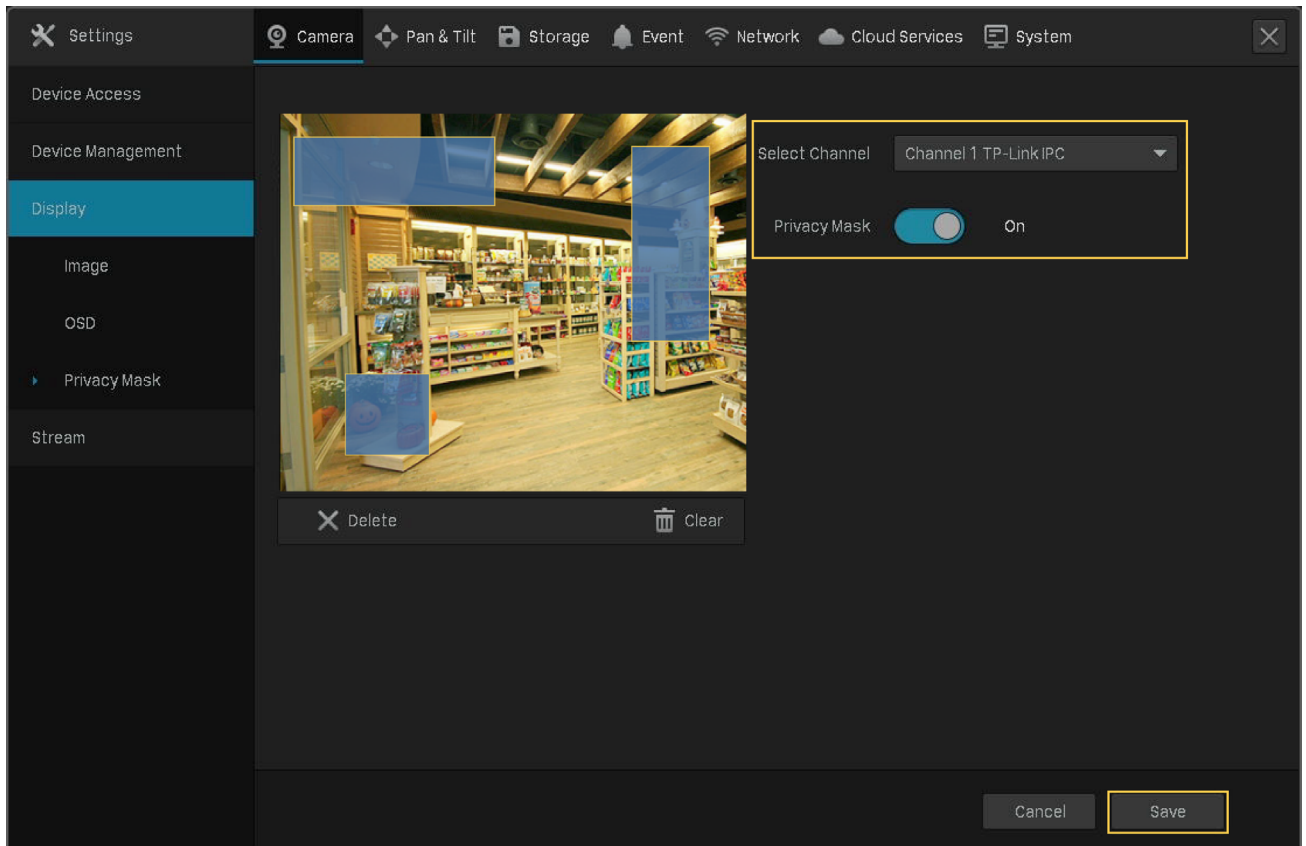 Settings
Camera
Pan & Tilt
Storage
Event
Network
Cloud Services
System
Device Access
Device Management
Display
Image
OSD
Privacy Mask
Stream
Select Channel
Channel 1 TP-Link IPC
Privacy Mask
On
Delete
Clear
Cancel
Save